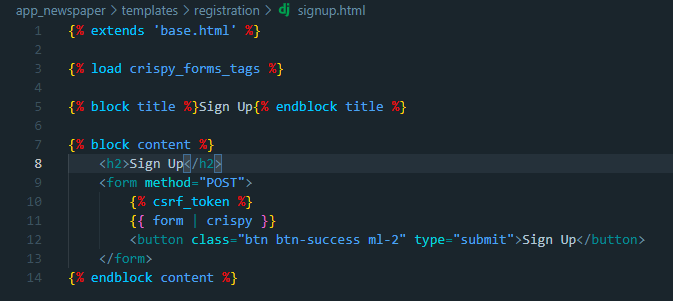 app_newspaper > templates > registration > dj signup.html
1 {% extends 'base.html' %}
2
3 {% load crispy_forms_tags %}
4
5 {% block title %}Sign Up{% endblock title %}
6
7 {% block content %}
8     <h2>Sign Up</h2>
9     <form method="POST">
10         {% csrf_token %}
11         {{ form | crispy }}
12         <button class="btn btn-success ml-2" type="submit">Sign Up</button>
13     </form>
14 {% endblock content %}